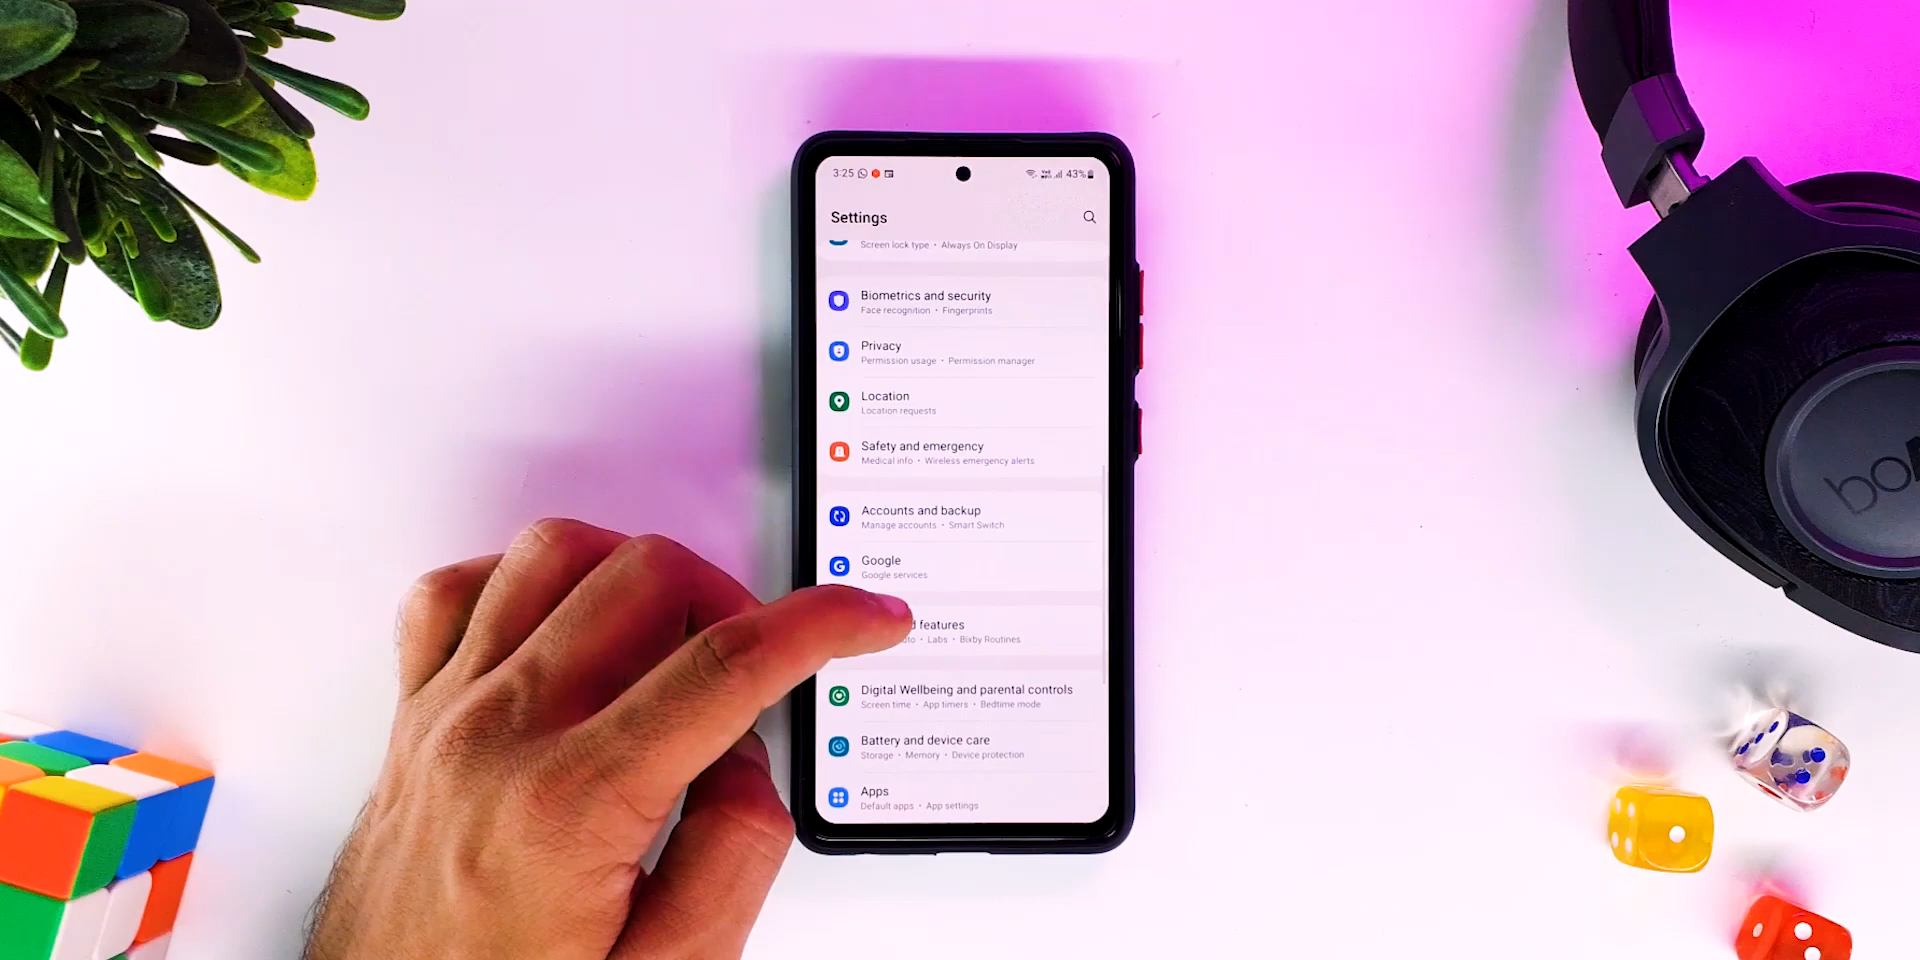 3:25
43%
Settings
Screen lock type • Always On Display
Biometrics and security
Face recognition • Fingerprints
Privacy
Permission usage • Permission manager
Location
Location requests
Safety and emergency
Medical info • Wireless emergency alerts
Accounts and backup
Manage accounts • Smart Switch
Google
Google services
d features
uto • Labs • Bixby Routines
Digital Wellbeing and parental controls
Screen time • App timers • Bedtime mode
Battery and device care
Storage • Memory • Device protection
Apps
Default apps • App settings
boA